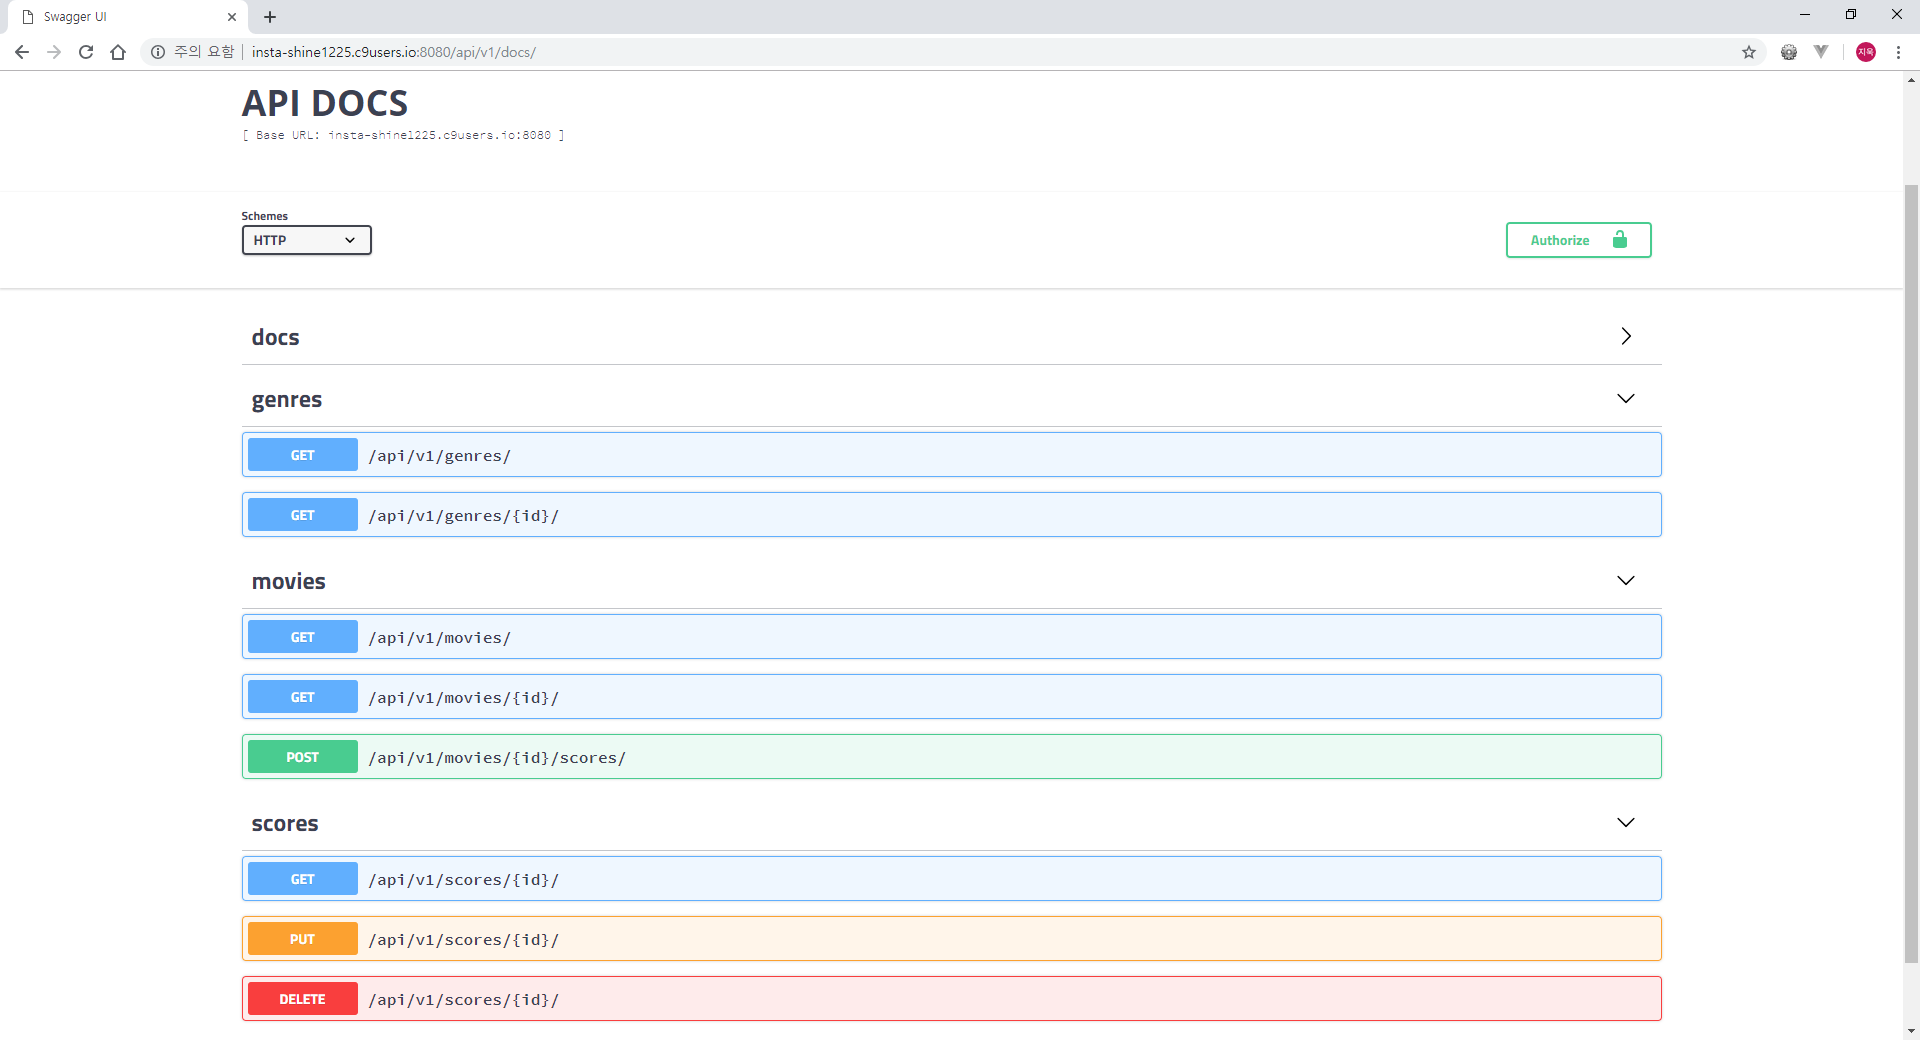 Swagger UI
주의 요함 insta-shine1225.c9users.io:8080/api/v1/docs/
지욱
API DOCS
[ Base URL: insta-shine1225.c9users.io:8080 ]
Schemes
HTTP
Authorize
docs
genres
GET /api/v1/genres/
GET /api/v1/genres/{id}/
movies
GET /api/v1/movies/
GET /api/v1/movies/{id}/
POST /api/v1/movies/{id}/scores/
scores
GET /api/v1/scores/{id}/
PUT /api/v1/scores/{id}/
DELETE /api/v1/scores/{id}/